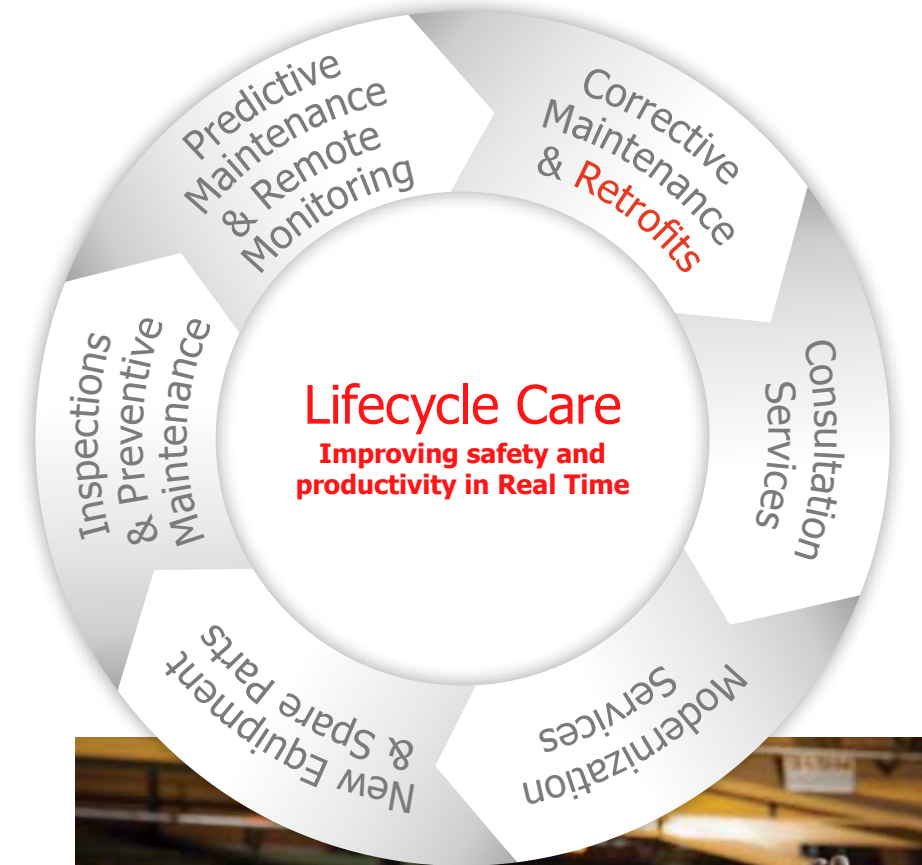 Predictive
Maintenance
& Remote
Monitoring
Corrective
Maintenance
& Retrofits
Consultation
Services
Modernization
Services
New Equipment
& Spare Parts
Inspections
& Preventive
Maintenance
Lifecycle Care
Improving safety and
productivity in Real Time